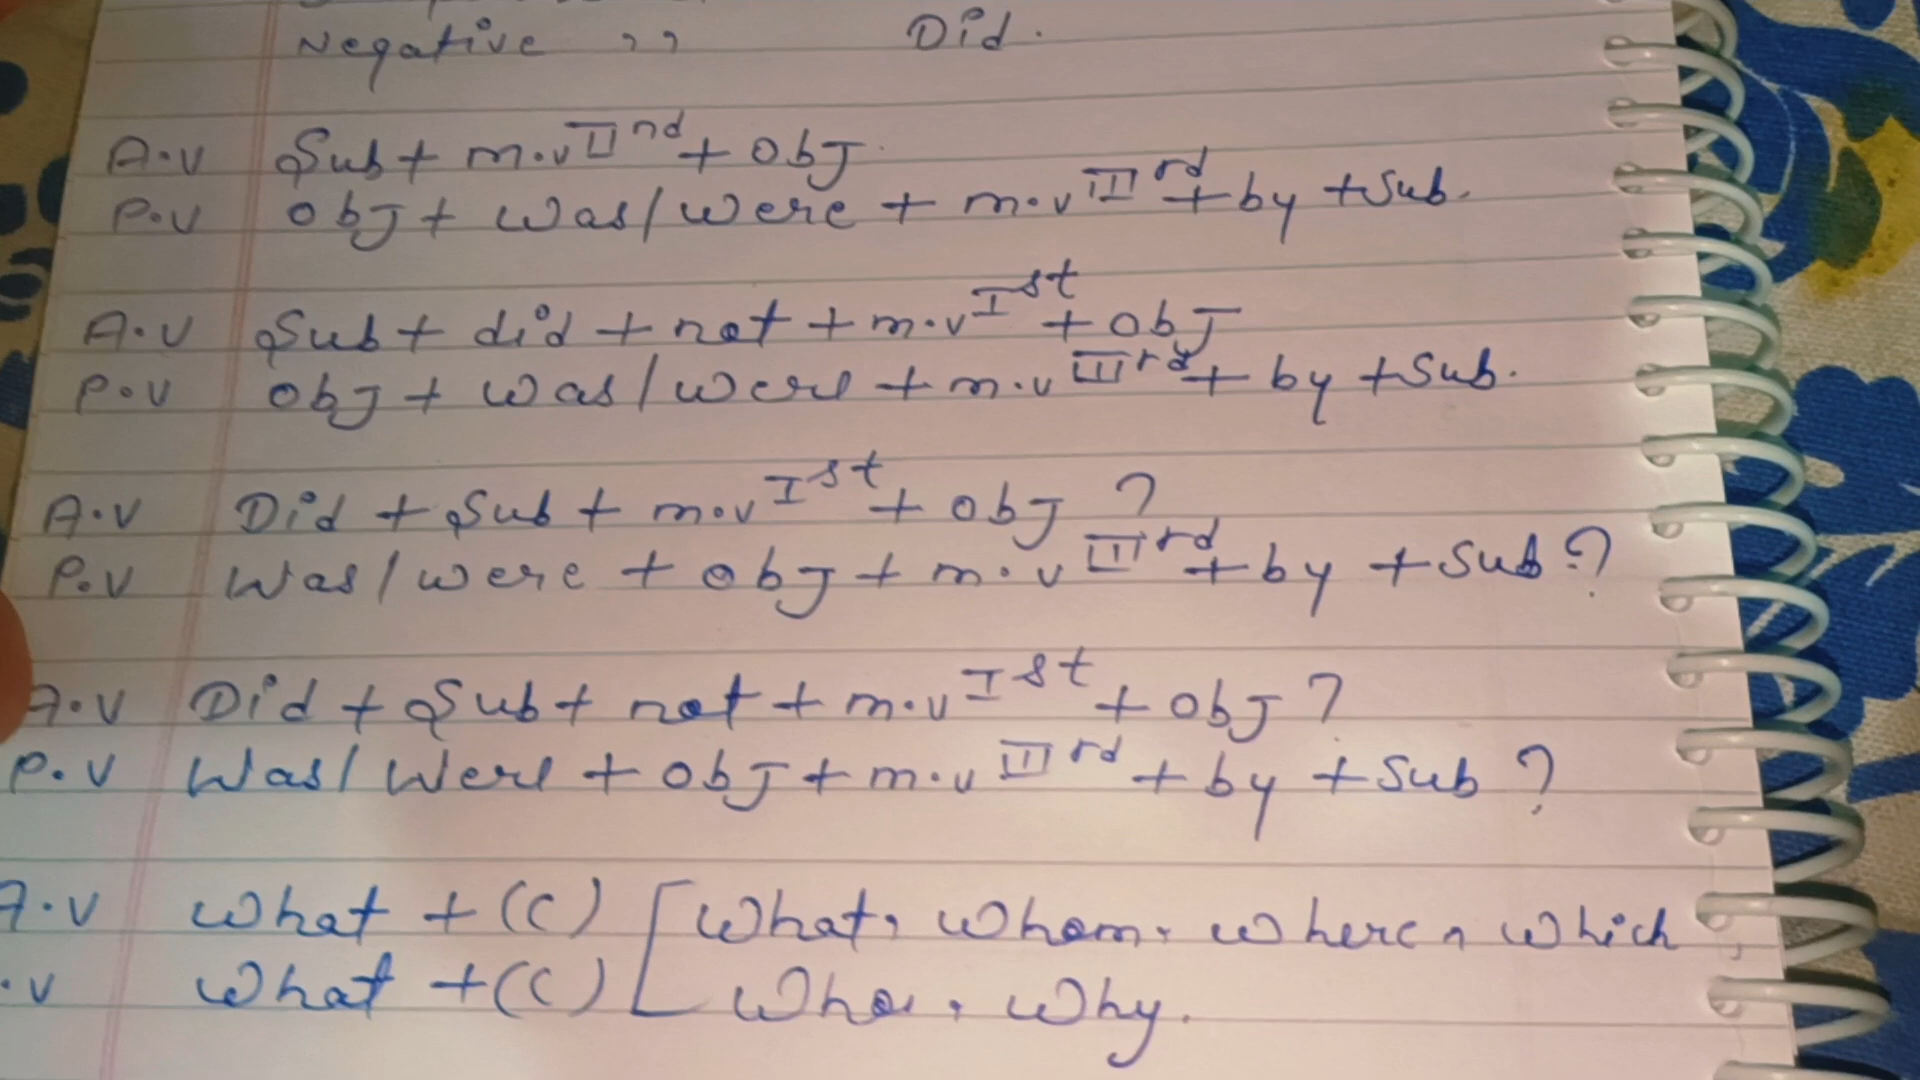 Negative ,, Did.
A.V Sub + m.v IInd + obj
P.V obj + was/were + m.v IIIrd + by + Sub.
A.V Sub + did + not + m.v Ist + obj
P.V obj + was/were + m.v IIIrd + by + Sub.
A.V Did + Sub + m.v Ist + obj ?
P.V Was/were + obj + m.v IIIrd + by + Sub ?
A.V Did + Sub + not + m.v Ist + obj ?
P.V Was/Were + obj + m.v IIIrd + by + Sub ?
A.V What + (C) [ What, Whom, where, which
.V What + (C) [ Who, Why.